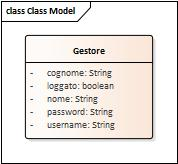 class Class Model
Gestore
- cognome: String
- loggato: boolean
- nome: String
- password: String
- username: String